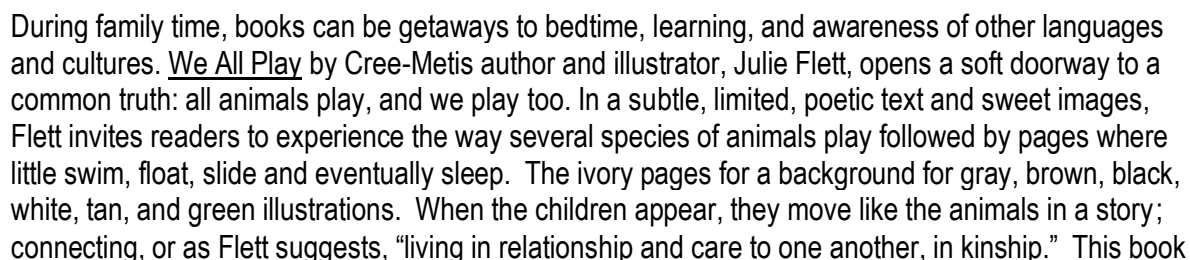 During family time, books can be getaways to bedtime, learning, and awareness of other languages
and cultures. We All Play by Cree-Metis author and illustrator, Julie Flett, opens a soft doorway to a
common truth: all animals play, and we play too. In a subtle, limited, poetic text and sweet images,
Flett invites readers to experience the way several species of animals play followed by pages where
little swim, float, slide and eventually sleep.  The ivory pages for a background for gray, brown, black,
white, tan, and green illustrations.  When the children appear, they move like the animals in a story;
connecting, or as Flett suggests, “living in relationship and care to one another, in kinship.”  This book